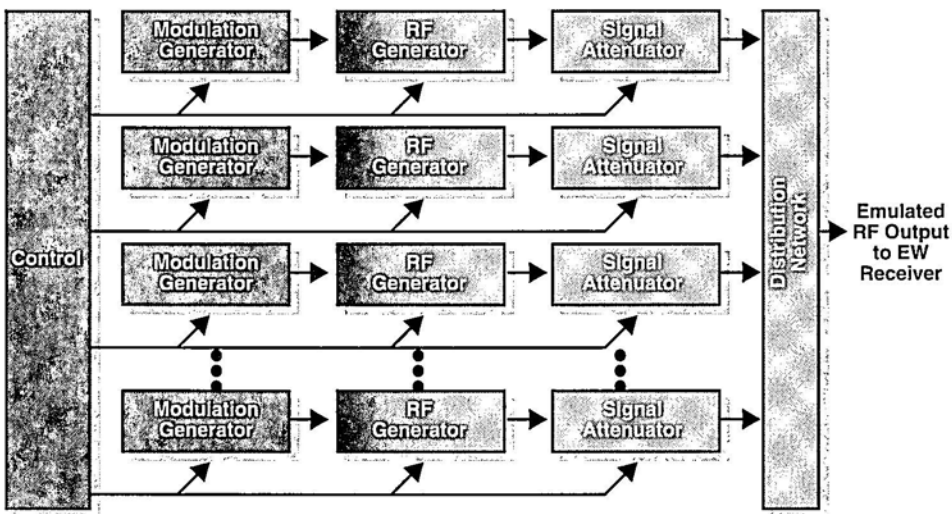 Modulation
Generator
RF
Generator
Signal
Attenuator
Modulation
Generator
RF
Generator
Signal
Attenuator
Control
Modulation
Generator
RF
Generator
Signal
Attenuator
Distribution
Network
Emulated
RF Output
to EW
Receiver
Modulation
Generator
RF
Generator
Signal
Attenuator